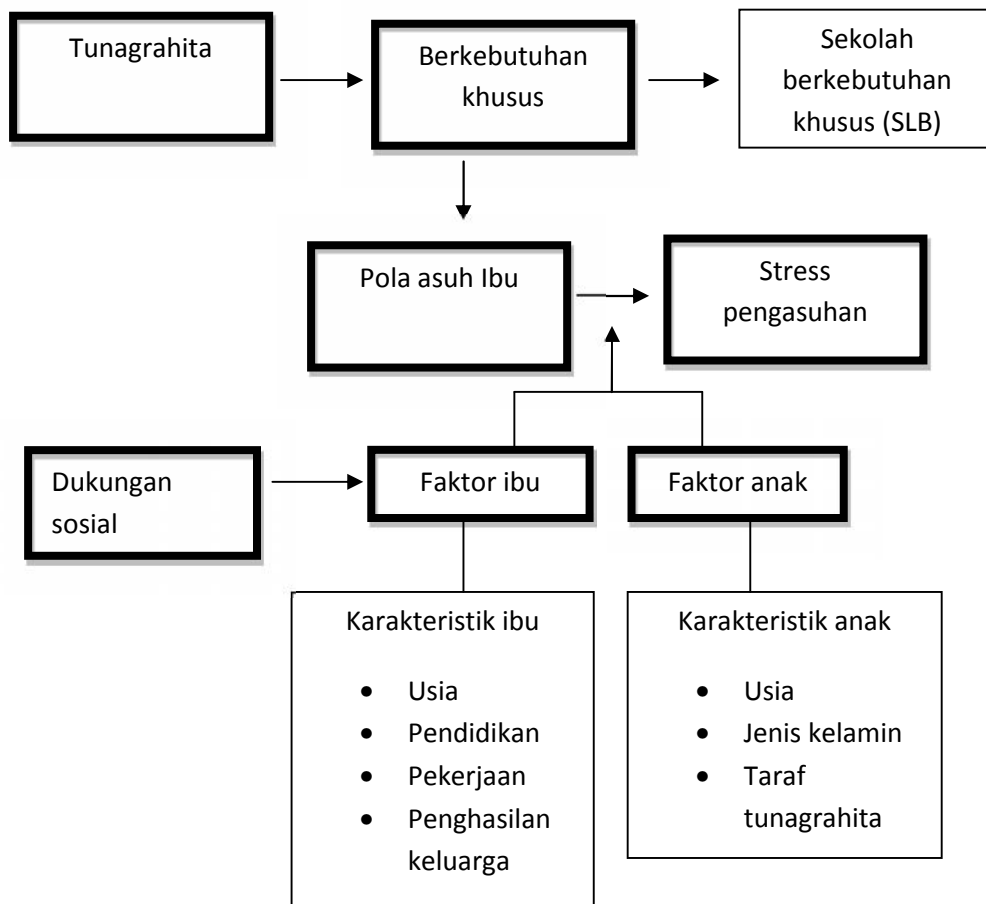 Tunagrahita
Berkebutuhan
khusus
Sekolah
berkebutuhan
khusus (SLB)
Pola asuh Ibu
Stress
pengasuhan
Dukungan
sosial
Faktor ibu
Faktor anak
Karakteristik ibu
• Usia
• Pendidikan
• Pekerjaan
• Penghasilan
keluarga
Karakteristik anak
• Usia
• Jenis kelamin
• Taraf
tunagrahita